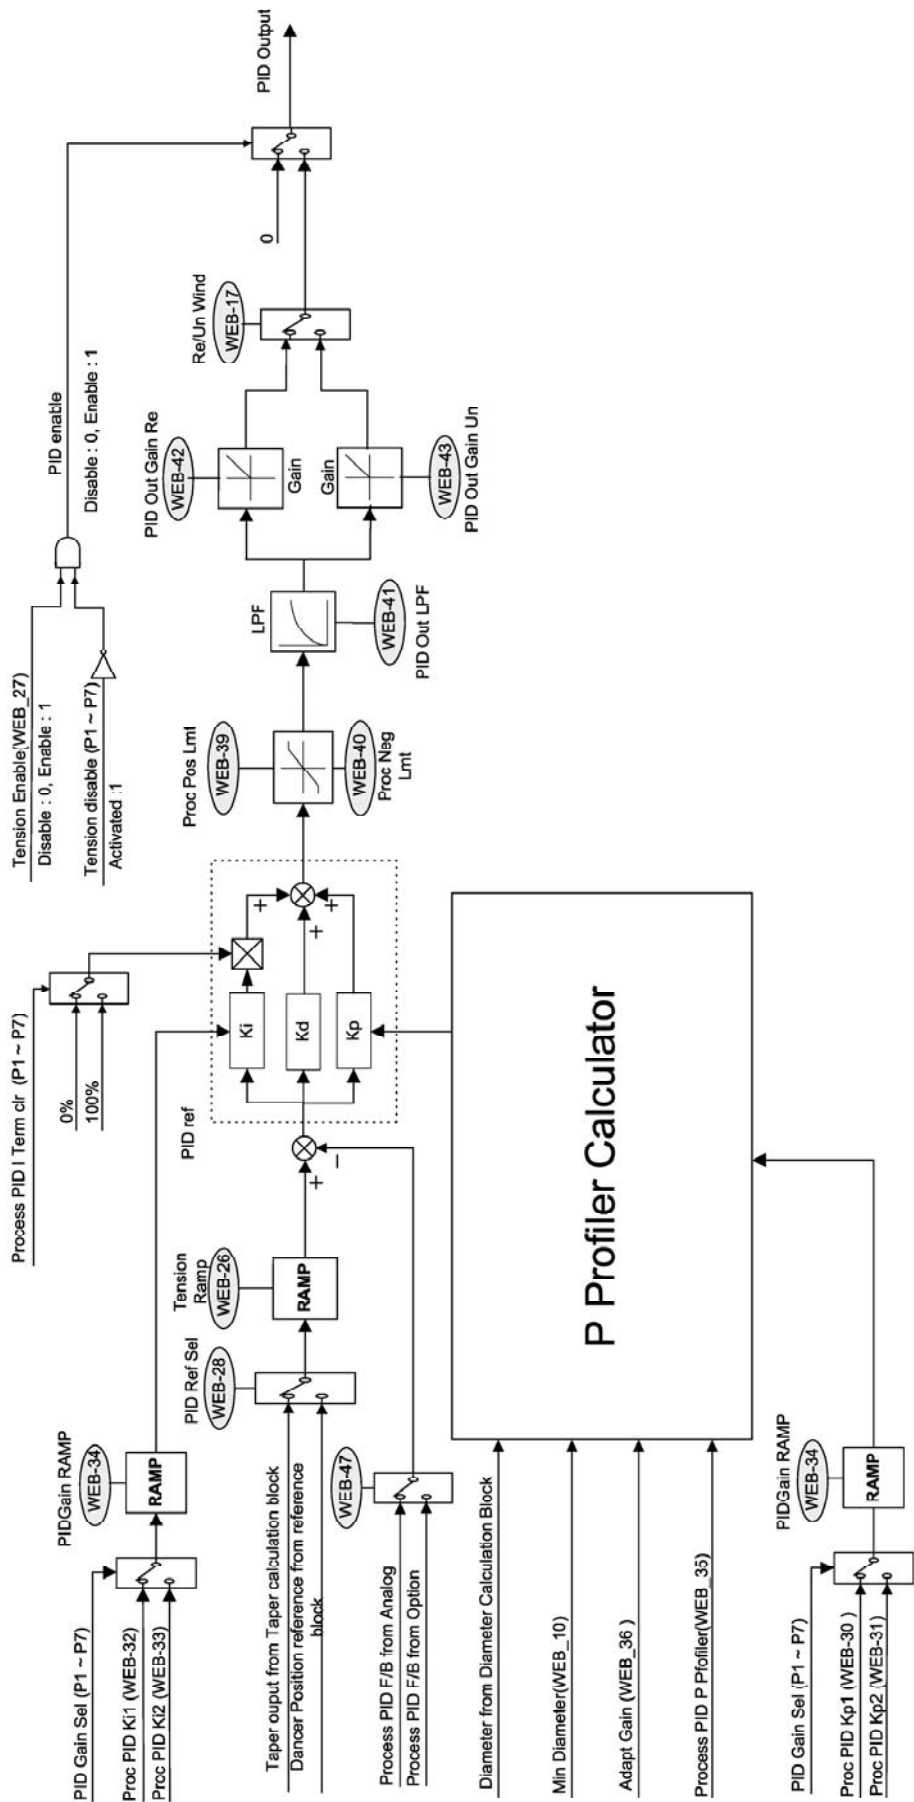 PID Gain Sel (P1 ~ P7)
Proc PID Ki1 (WEB-32)
Proc PID Ki2 (WEB-33)
PIDGain RAMP
WEB-34
RAMP
Process PID I Term clr (P1 ~ P7)
0%
100%
Tension Enable(WEB_27)
Disable : 0, Enable : 1
Tension disable (P1 ~ P7)
Activated :1
PID enable
Disable : 0, Enable : 1
Taper ouput from Taper calculation block
Dancer Position reference from reference
block
PID Ref Sel
WEB-28
Tension
Ramp
WEB-26
RAMP
PID ref
+
−
Ki
Kd
Kp
+
+
+
Proc Pos Lmt
WEB-39
WEB-40
Proc Neg
Lmt
LPF
WEB-41
PID Out LPF
PID Out Gain Re
WEB-42
Gain
Gain
WEB-43
PID Out Gain Un
Re/Un Wind
WEB-17
0
PID Output
WEB-47
Process PID F/B from Analog
Process PID F/B from Option
Diameter from Diameter Calculation Block
Min Diameter(WEB_10)
Adapt Gain (WEB_36)
Process PID P Pfofiler(WEB_35)
P Profiler Calculator
PID Gain Sel (P1 ~ P7)
Proc PID Kp1 (WEB-30 )
Proc PID Kp2 (WEB-31)
PIDGain RAMP
WEB-34
RAMP